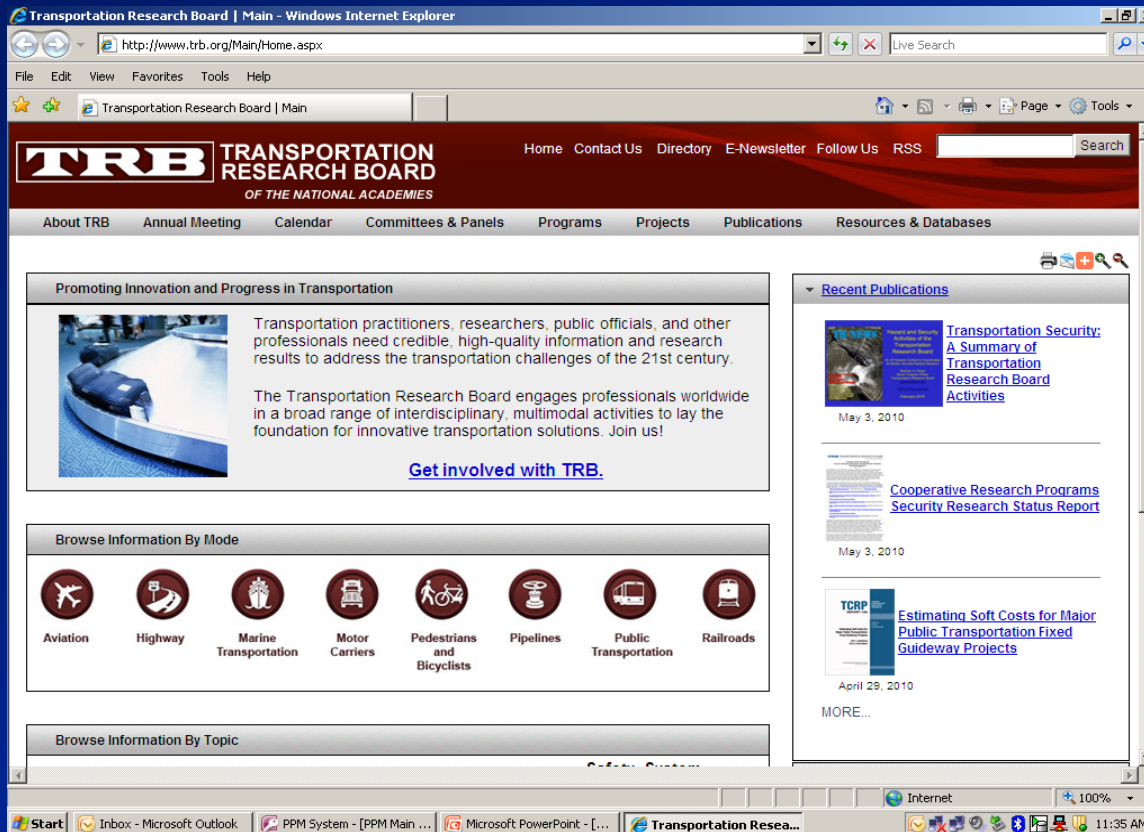 Transportation Research Board | Main - Windows Internet Explorer
http://www.trb.org/Main/Home.aspx
Live Search
File Edit View Favorites Tools Help
Transportation Research Board | Main
Page Tools
TRB TRANSPORTATION
RESEARCH BOARD
OF THE NATIONAL ACADEMIES
Home Contact Us Directory E-Newsletter Follow Us RSS
Search
About TRB Annual Meeting Calendar Committees & Panels Programs Projects Publications Resources & Databases
Promoting Innovation and Progress in Transportation
Transportation practitioners, researchers, public officials, and other
professionals need credible, high-quality information and research
results to address the transportation challenges of the 21st century.
The Transportation Research Board engages professionals worldwide
in a broad range of interdisciplinary, multimodal activities to lay the
foundation for innovative transportation solutions. Join us!
Get involved with TRB.
Browse Information By Mode
Aviation
Highway
Marine
Transportation
Motor
Carriers
Pedestrians
and
Bicyclists
Pipelines
Public
Transportation
Railroads
Browse Information By Topic
Recent Publications
Transportation Security:
A Summary of
Transportation
Research Board
Activities
May 3, 2010
Cooperative Research Programs
Security Research Status Report
May 3, 2010
TCRP
Estimating Soft Costs for Major
Public Transportation Fixed
Guideway Projects
April 29, 2010
MORE...
Internet
100%
Start
Inbox - Microsoft Outlook
PPM System - [PPM Main ...
Microsoft PowerPoint - [...
Transportation Resea...
11:35 AM